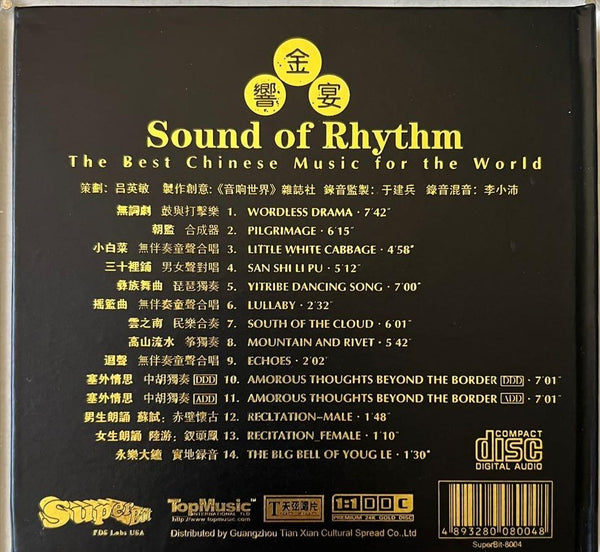 金
響 宴
Sound of Rhythm
The Best Chinese Music for the World
策劃：呂英敏 製作創意：《音响世界》雜誌社 錄音監製：于建兵 錄音混音：李小沛
無詞劇 鼓與打擊樂 1. WORDLESS DRAMA · 7´42˝
朝監 合成器 2. PILGRIMAGE · 6´15˝
小白菜 無伴奏童聲合唱 3. LITTLE WHITE CABBAGE · 4´58˝
三十裡鋪 男女聲對唱 4. SAN SHI LI PU · 5´12˝
彝族舞曲 琵琶獨奏 5. YITRIBE DANCING SONG · 7´00˝
摇籃曲 無伴奏童聲合唱 6. LULLABY · 2´32˝
雲之南 民樂合奏 7. SOUTH OF THE CLOUD · 6´01˝
高山流水 筝獨奏 8. MOUNTAIN AND RIVET · 5 42˝
迴聲 無伴奏童聲合唱 9. ECHOES · 2´02˝
塞外情思 中胡獨奏 DDD 10. AMOROUS THOUGHTS BEYOND THE BORDER DDD · 7´01˝
塞外情思 中胡獨奏 ADD 11. AMOROUS THOUGHTS BEYOND THE BORDER ADD · 7´01˝
男生朗誦 蘇試：赤壁懷古 12. RECLTATION-MALE · 1´48˝
女生朗誦 陸游：釵頭鳳 13. RECITATION_FEMALE · 1´10˝
永樂大鐘 實地録音 14. THE BLG BELL OF YOUG LE · 1´30˝
COMPACT
disc
DIGITAL AUDIO
SuperBit
FDS Labs USA
TopMusic™
INTERNATIONAL LTD
http://www.topmusic.com
T 天弦唱片
1:1 DOC
PREMIUM 24K GOLD DISC
Distributed by Guangzhou Tian Xian Cultural Spread Co.,Ltd
4 893280 080048
SuperBit-8004